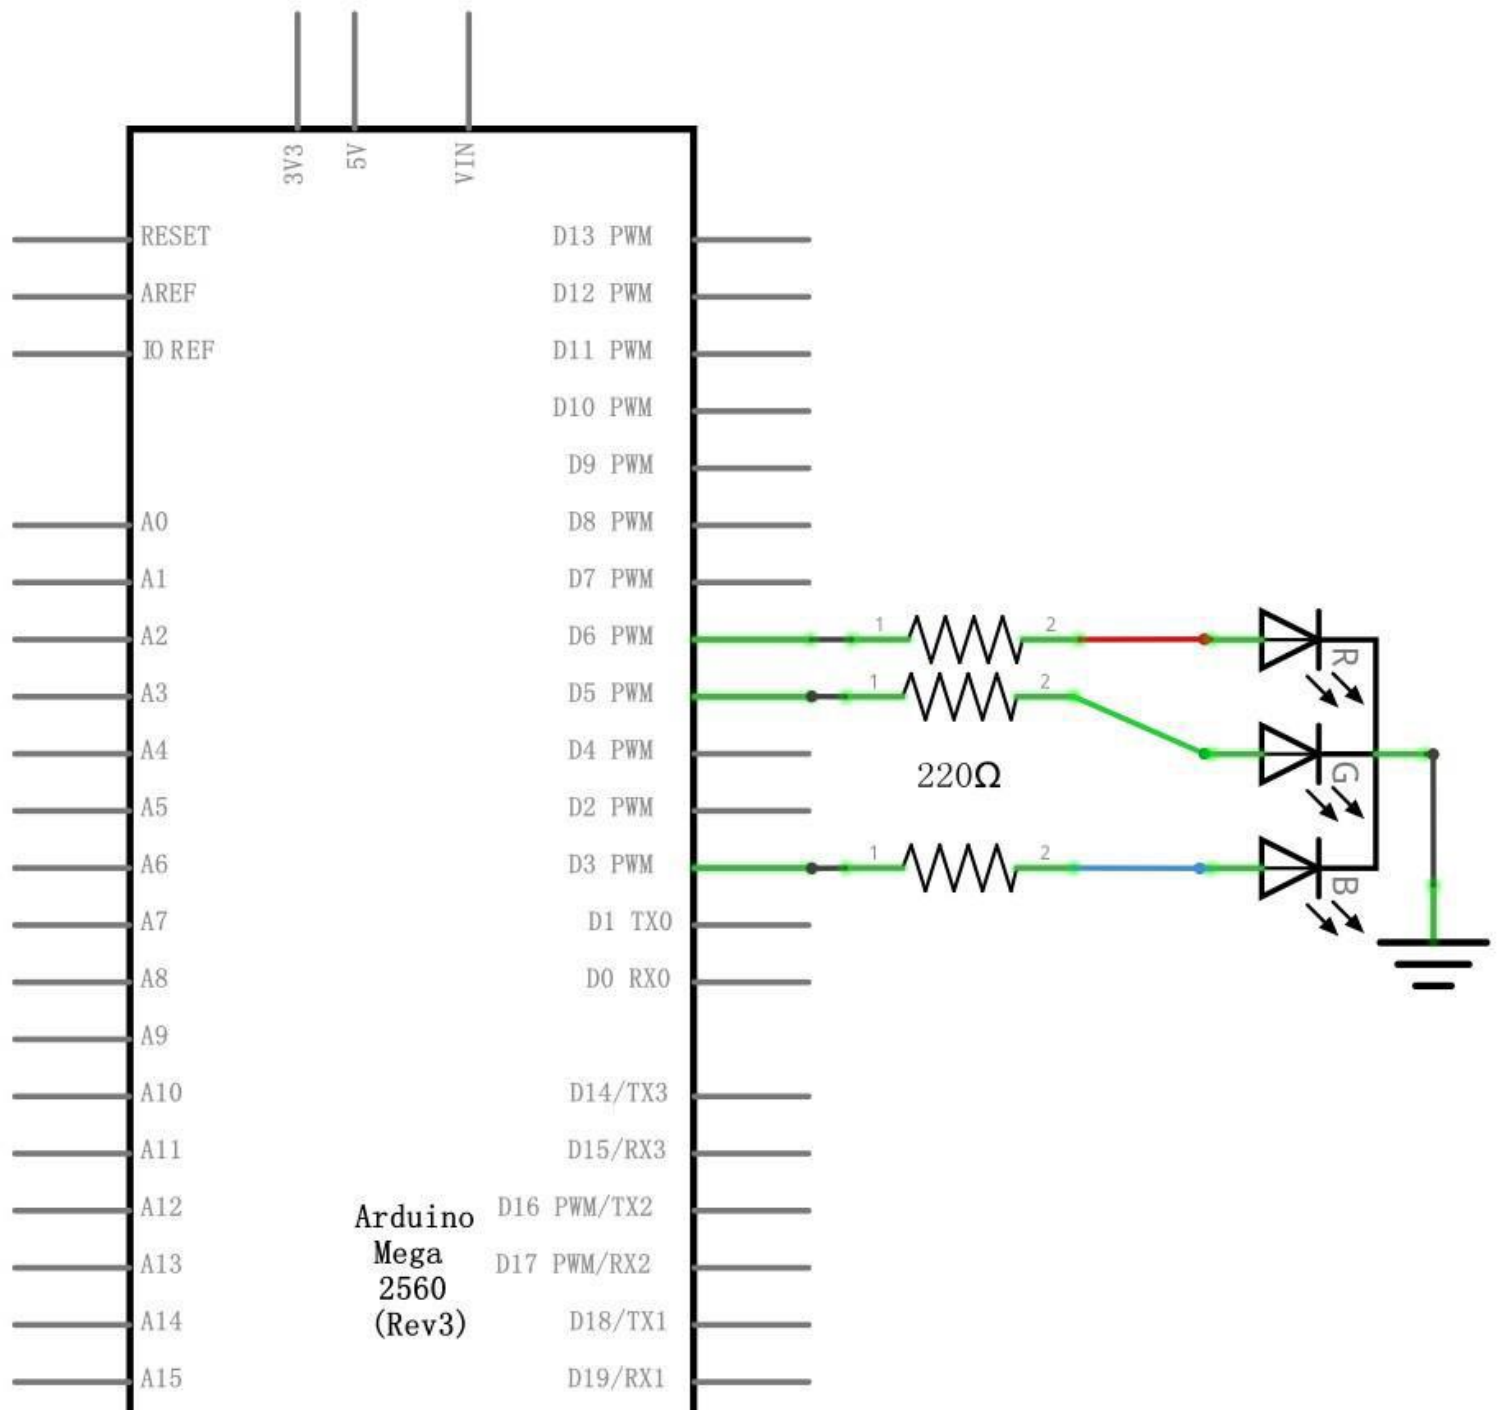 3V3
5V
VIN
RESET
D13 PWM
AREF
D12 PWM
IO REF
D11 PWM
D10 PWM
D9 PWM
A0
D8 PWM
A1
D7 PWM
A2
D6 PWM
1
2
R
A3
D5 PWM
1
2
A4
D4 PWM
220Ω
G
A5
D2 PWM
A6
D3 PWM
1
2
B
A7
D1 TX0
A8
D0 RX0
A9
A10
D14/TX3
A11
D15/RX3
A12
D16 PWM/TX2
A13
D17 PWM/RX2
Arduino
Mega
2560
(Rev3)
A14
D18/TX1
A15
D19/RX1